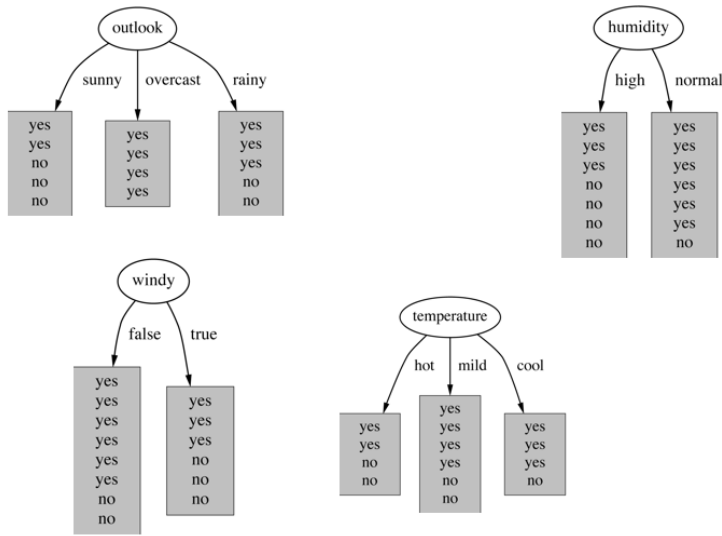 outlook
sunny overcast rainy
yes
yes
no
no
no
yes
yes
yes
yes
yes
yes
yes
no
no
humidity
high normal
yes
yes
yes
no
no
no
no
yes
yes
yes
yes
yes
yes
no
windy
false true
yes
yes
yes
yes
yes
yes
no
no
yes
yes
yes
no
no
no
temperature
hot mild cool
yes
yes
no
no
yes
yes
yes
yes
no
no
yes
yes
yes
no